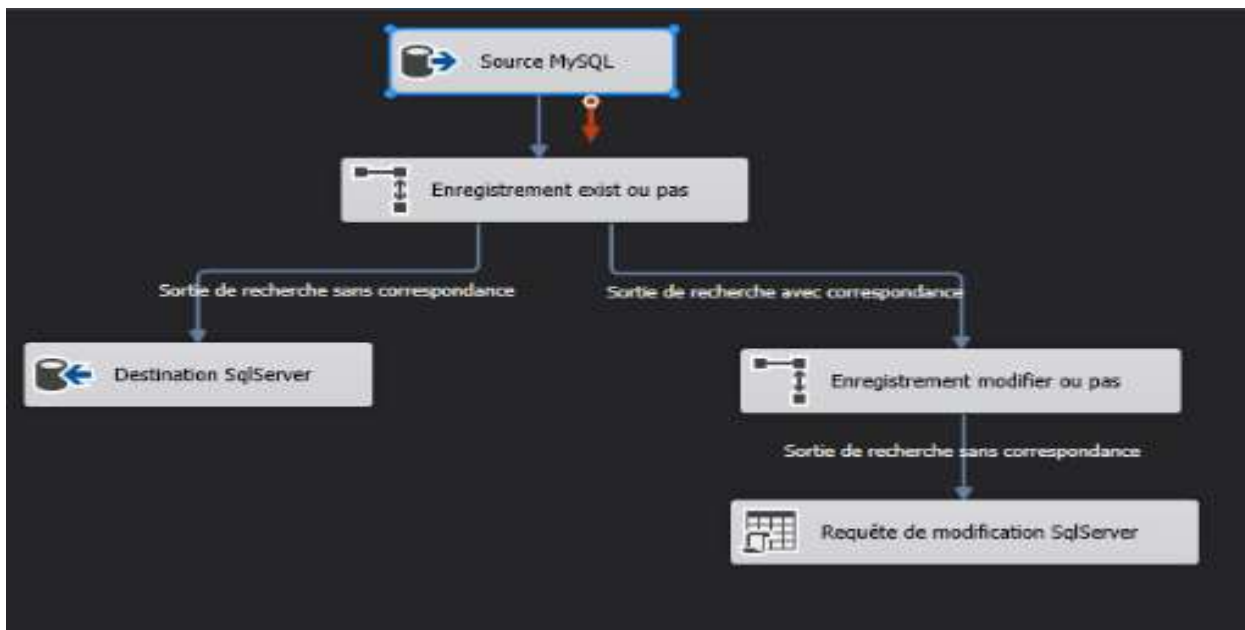 Source MySQL
Enregistrement exist ou pas
Sortie de recherche sans correspondance
Sortie de recherche avec correspondance
Destination SqlServer
Enregistrement modifier ou pas
Sortie de recherche sans correspondance
Requête de modification SqlServer